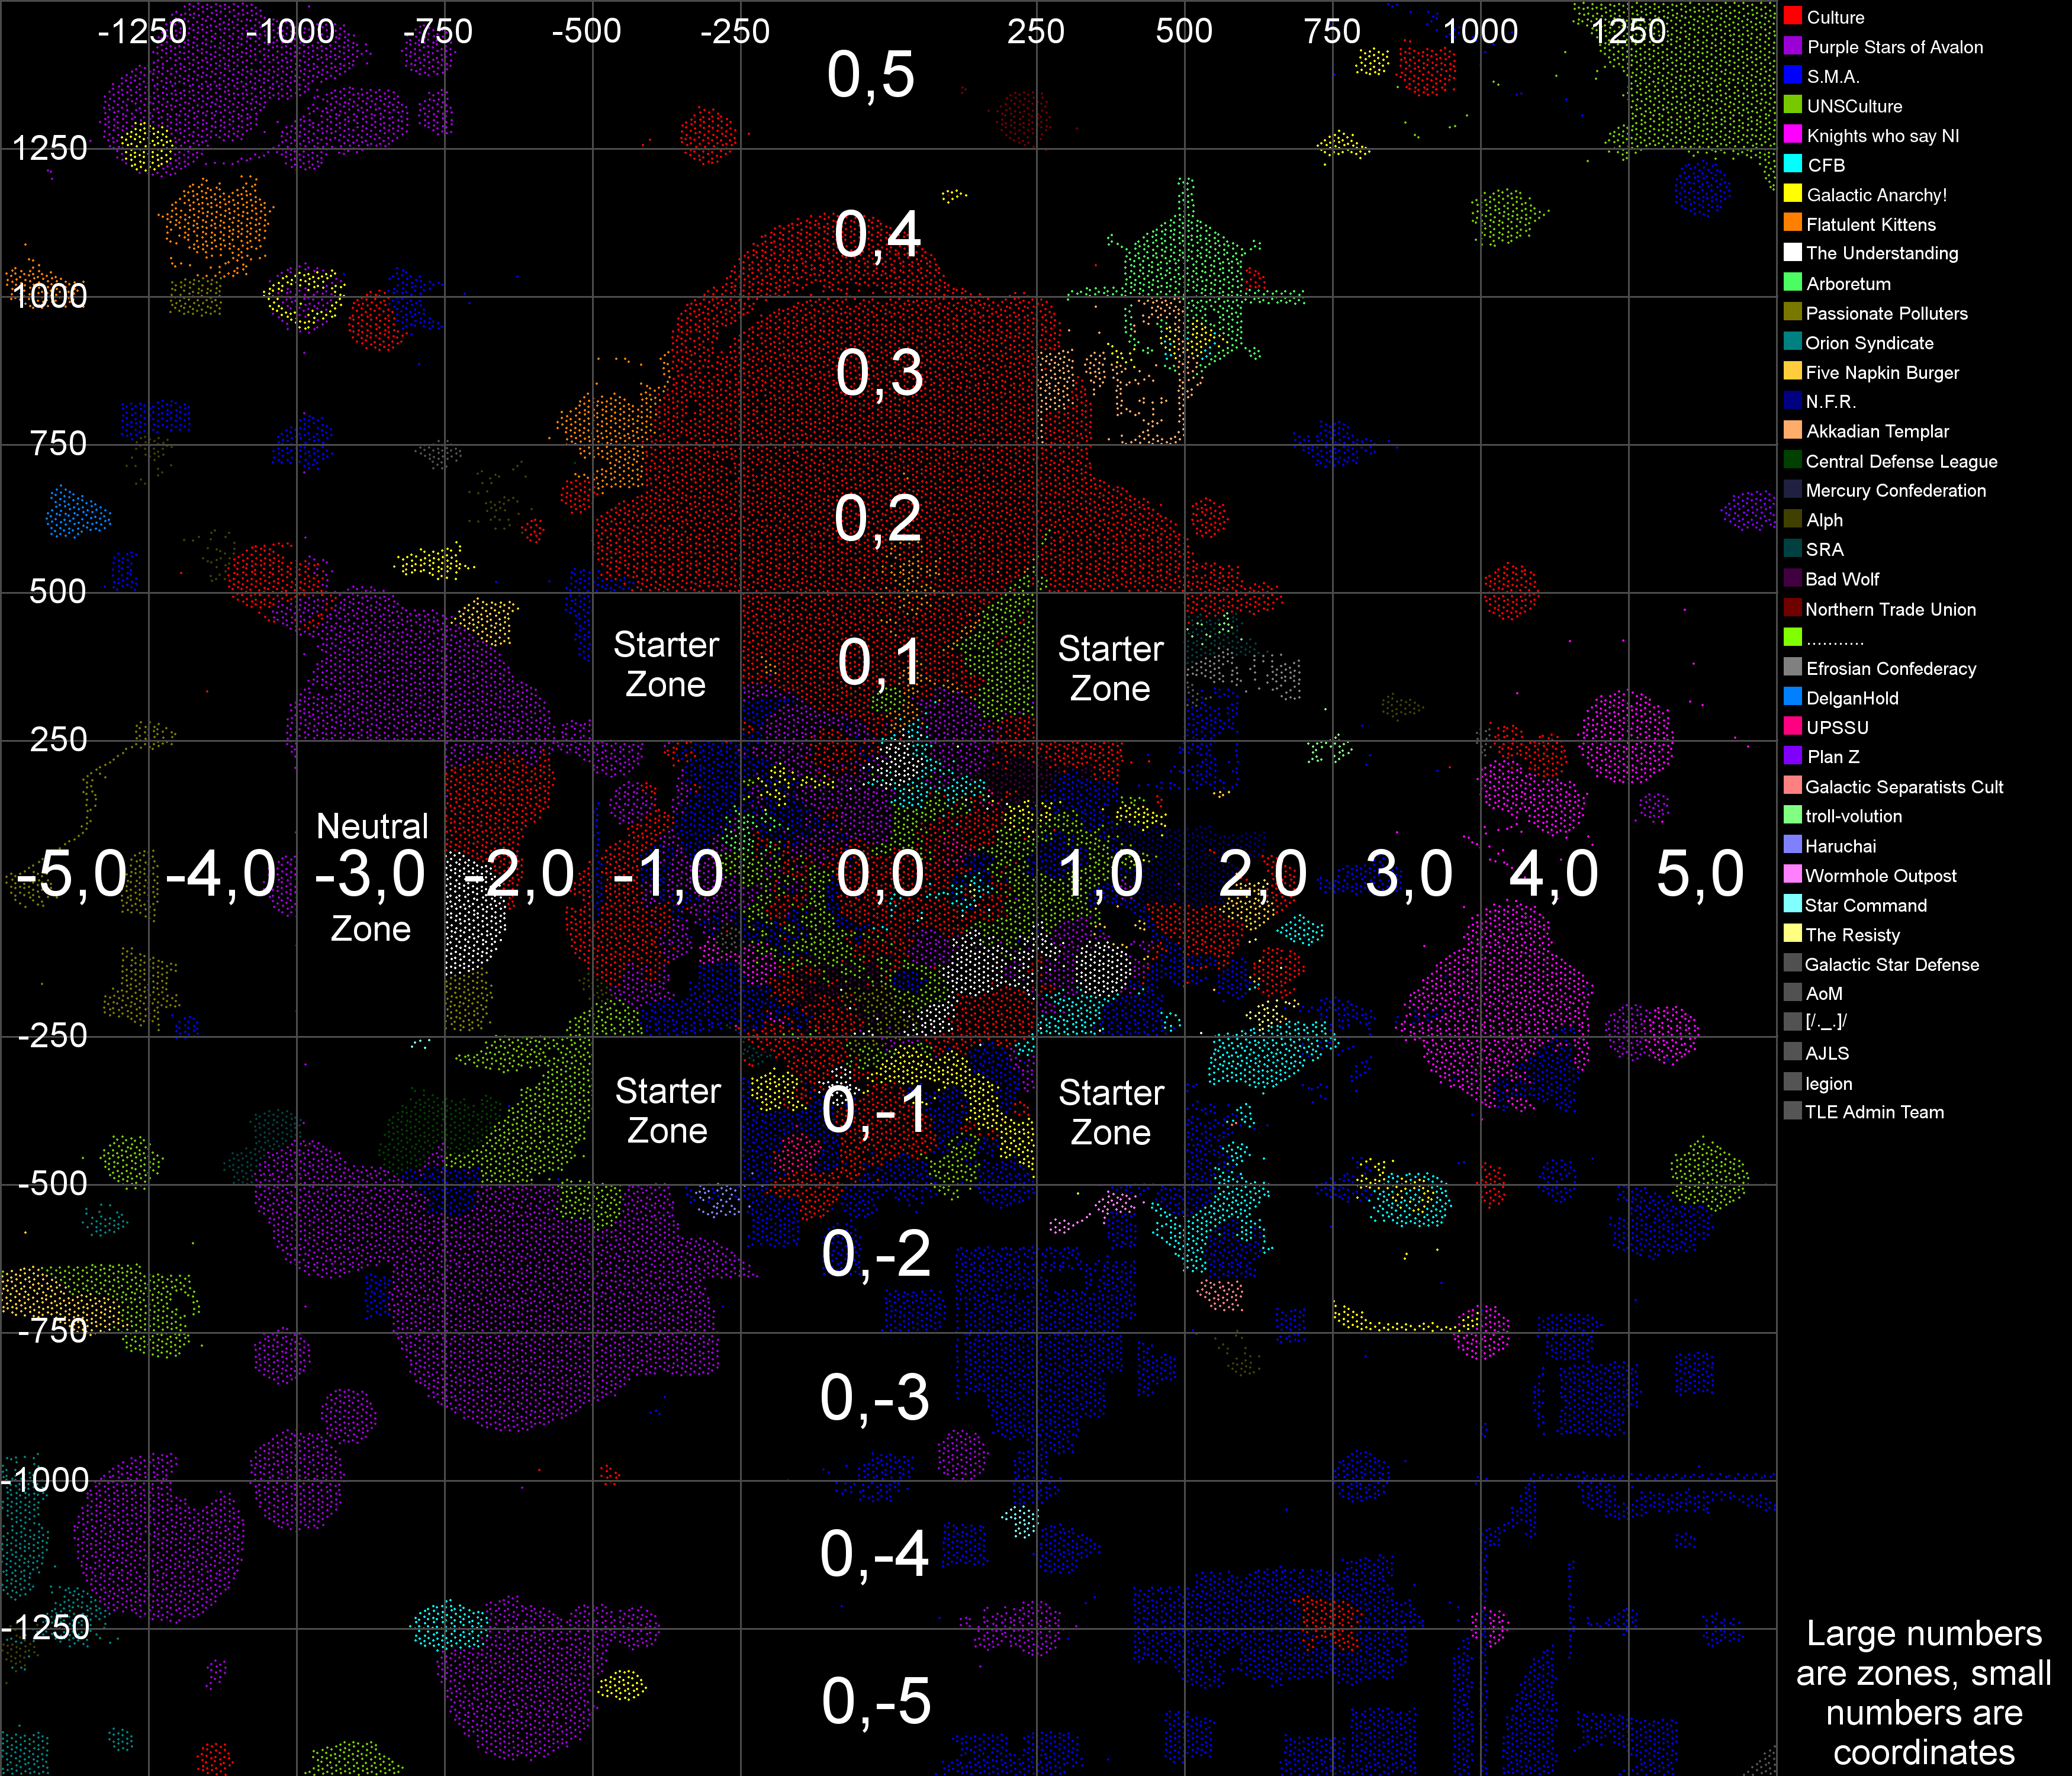 -1250 -1000 -750 -500 -250 250 500 750 1000 1250
0,5
1250
0,4
1000
0,3
750
0,2
500
Starter
Zone
0,1
Starter
Zone
250
Neutral
-5,0 -4,0 -3,0 -2,0 -1,0 0,0 1,0 2,0 3,0 4,0 5,0
Zone
-250
Starter
Zone
0,-1
Starter
Zone
-500
0,-2
-750
0,-3
-1000
0,-4
-1250
0,-5
Culture
Purple Stars of Avalon
S.M.A.
UNSCulture
Knights who say NI
CFB
Galactic Anarchy!
Flatulent Kittens
The Understanding
Arboretum
Passionate Polluters
Orion Syndicate
Five Napkin Burger
N.F.R.
Akkadian Templar
Central Defense League
Mercury Confederation
Alph
SRA
Bad Wolf
Northern Trade Union
...........
Efrosian Confederacy
DelganHold
UPSSU
Plan Z
Galactic Separatists Cult
troll-volution
Haruchai
Wormhole Outpost
Star Command
The Resisty
Galactic Star Defense
AoM
[/._.]/
AJLS
legion
TLE Admin Team
Large numbers
are zones, small
numbers are
coordinates